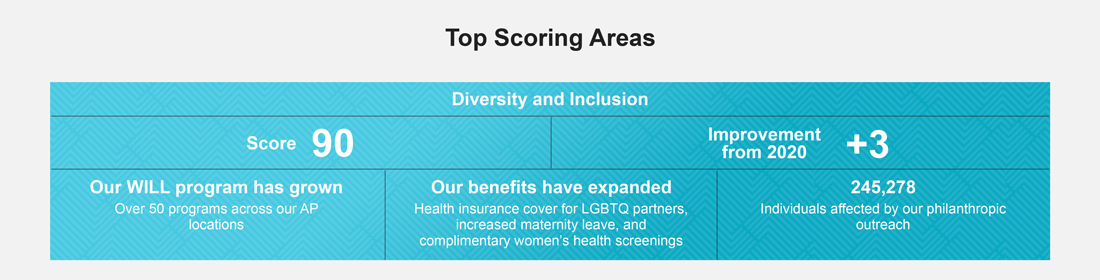 Top Scoring Areas
Diversity and Inclusion
Score 90
Improvement
from 2020 +3
Our WILL program has grown
Over 50 programs across our AP
locations
Our benefits have expanded
Health insurance cover for LGBTQ partners,
increased maternity leave, and
complimentary women's health screenings
245,278
Individuals affected by our philanthropic
outreach